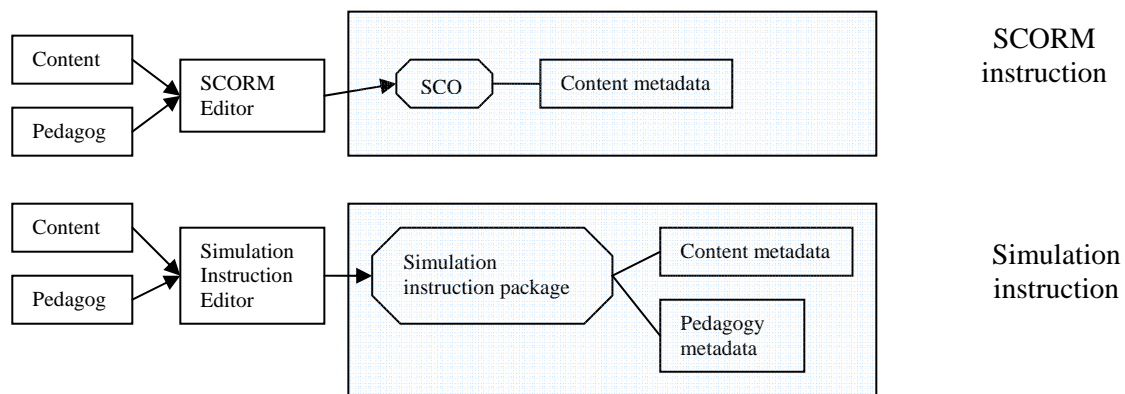 SCORM
instruction
Content
Pedagog
SCORM
Editor
SCO
Content metadata
Simulation
instruction
Content
Pedagog
Simulation
Instruction
Editor
Simulation
instruction package
Content metadata
Pedagogy
metadata